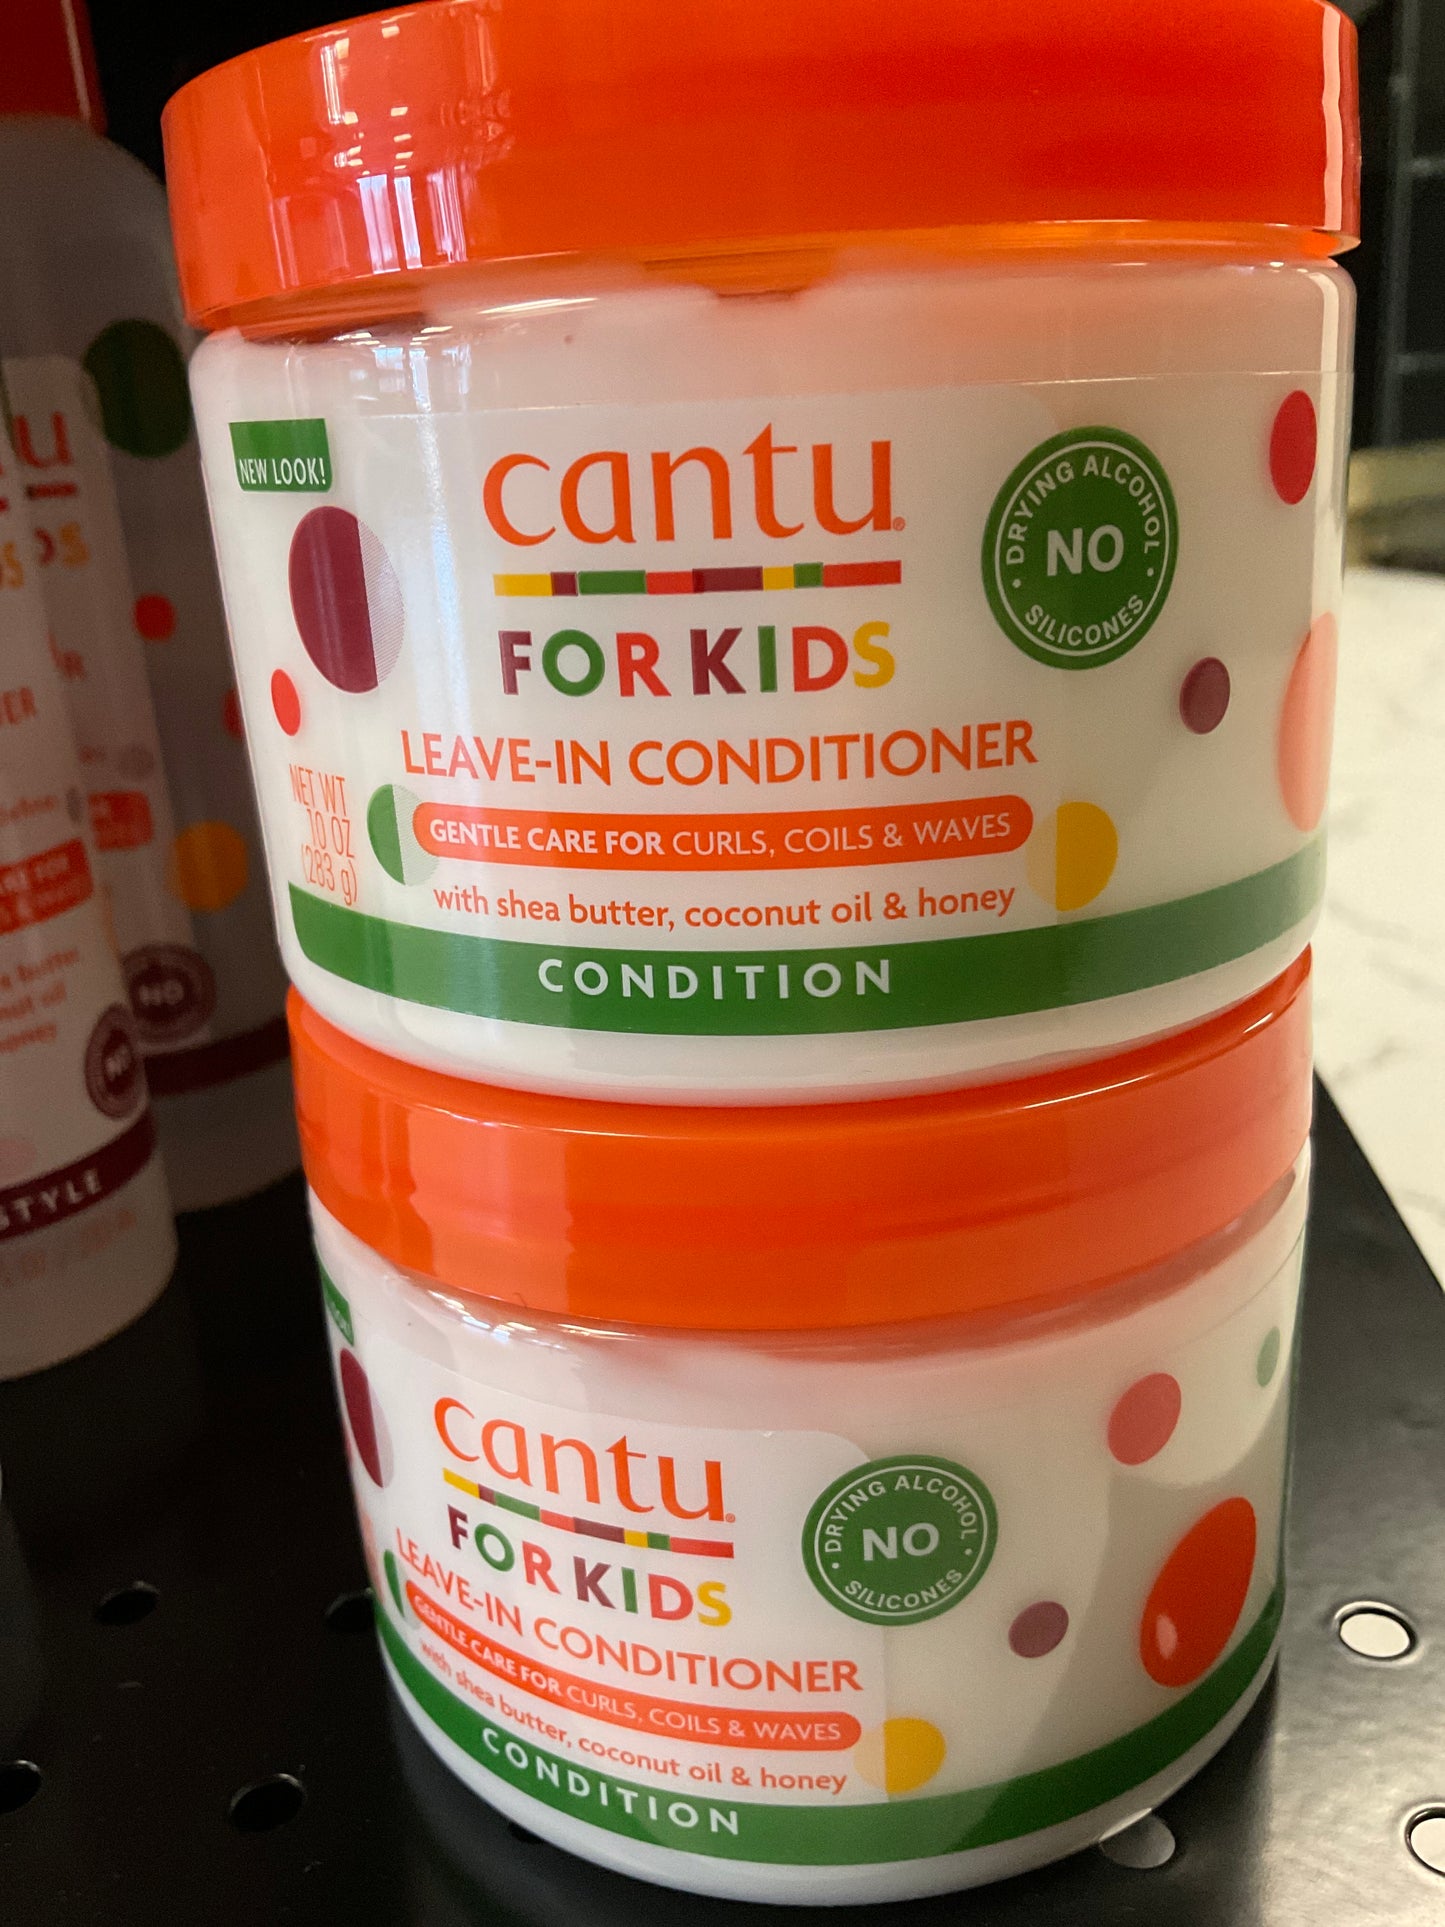 NEW LOOK!
cantu®
FOR KIDS
LEAVE-IN CONDITIONER
GENTLE CARE FOR CURLS, COILS & WAVES
with shea butter, coconut oil & honey
CONDITION
NET WT
10 OZ
(283 g)
DRYING ALCOHOL
NO
SILICONES
cantu®
FOR KIDS
LEAVE-IN CONDITIONER
GENTLE CARE FOR CURLS, COILS & WAVES
with shea butter, coconut oil & honey
CONDITION
DRYING ALCOHOL
NO
SILICONES
NO
NO
STYLE